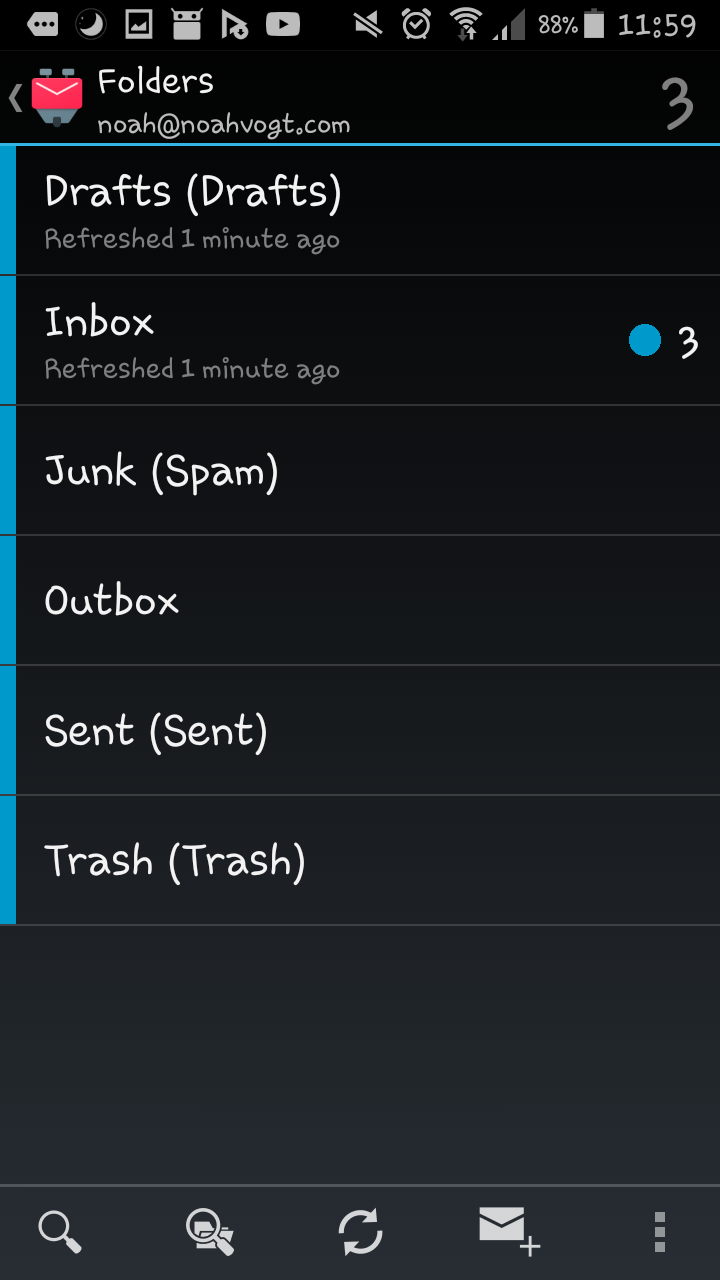 88% 11:59
Folders
noah@noahvogt.com
3
Drafts (Drafts)
Refreshed 1 minute ago
Inbox
3
Refreshed 1 minute ago
Junk (Spam)
Outbox
Sent (Sent)
Trash (Trash)